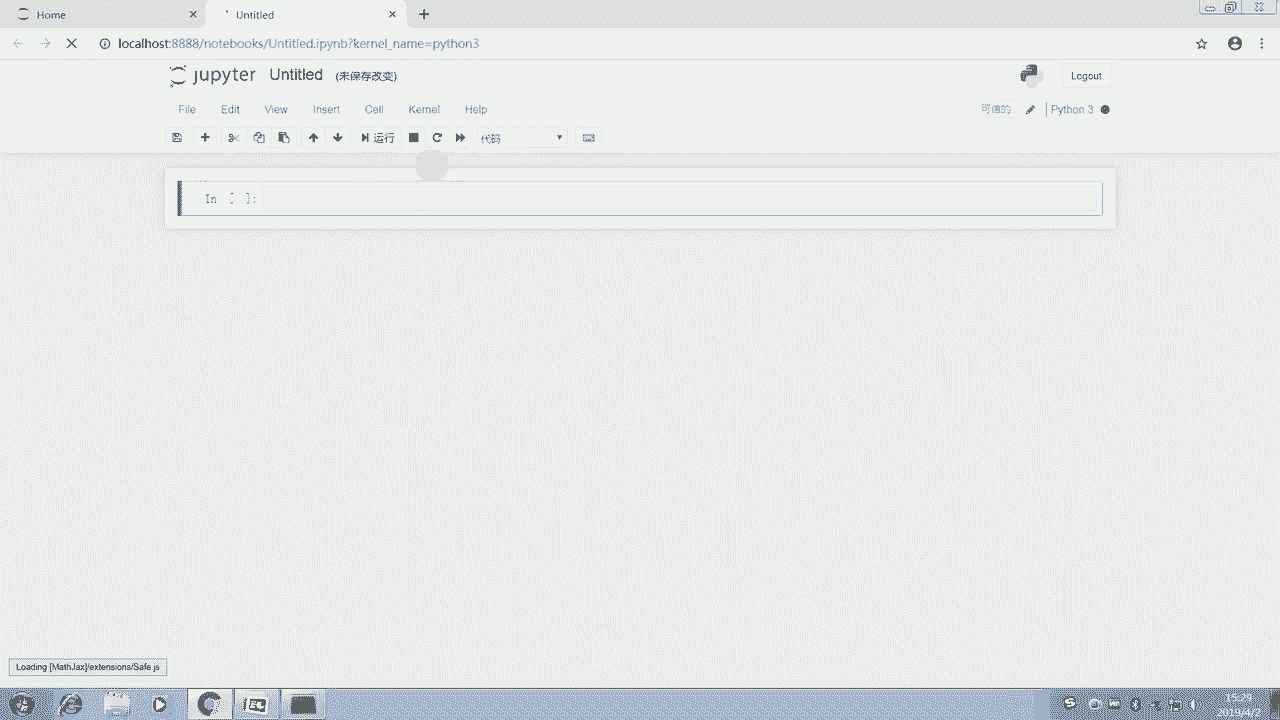 Home
Untitled
localhost:8888/notebooks/Untitled.ipynb?kernel_name=python3
jupyter Untitled (未保存改变)
Logout
File Edit View Insert Cell Kernel Help
可信的
Python 3
运行
代码
In [ ]:
Loading [MathJax]/extensions/Safe.js
15:29
2019/4/2